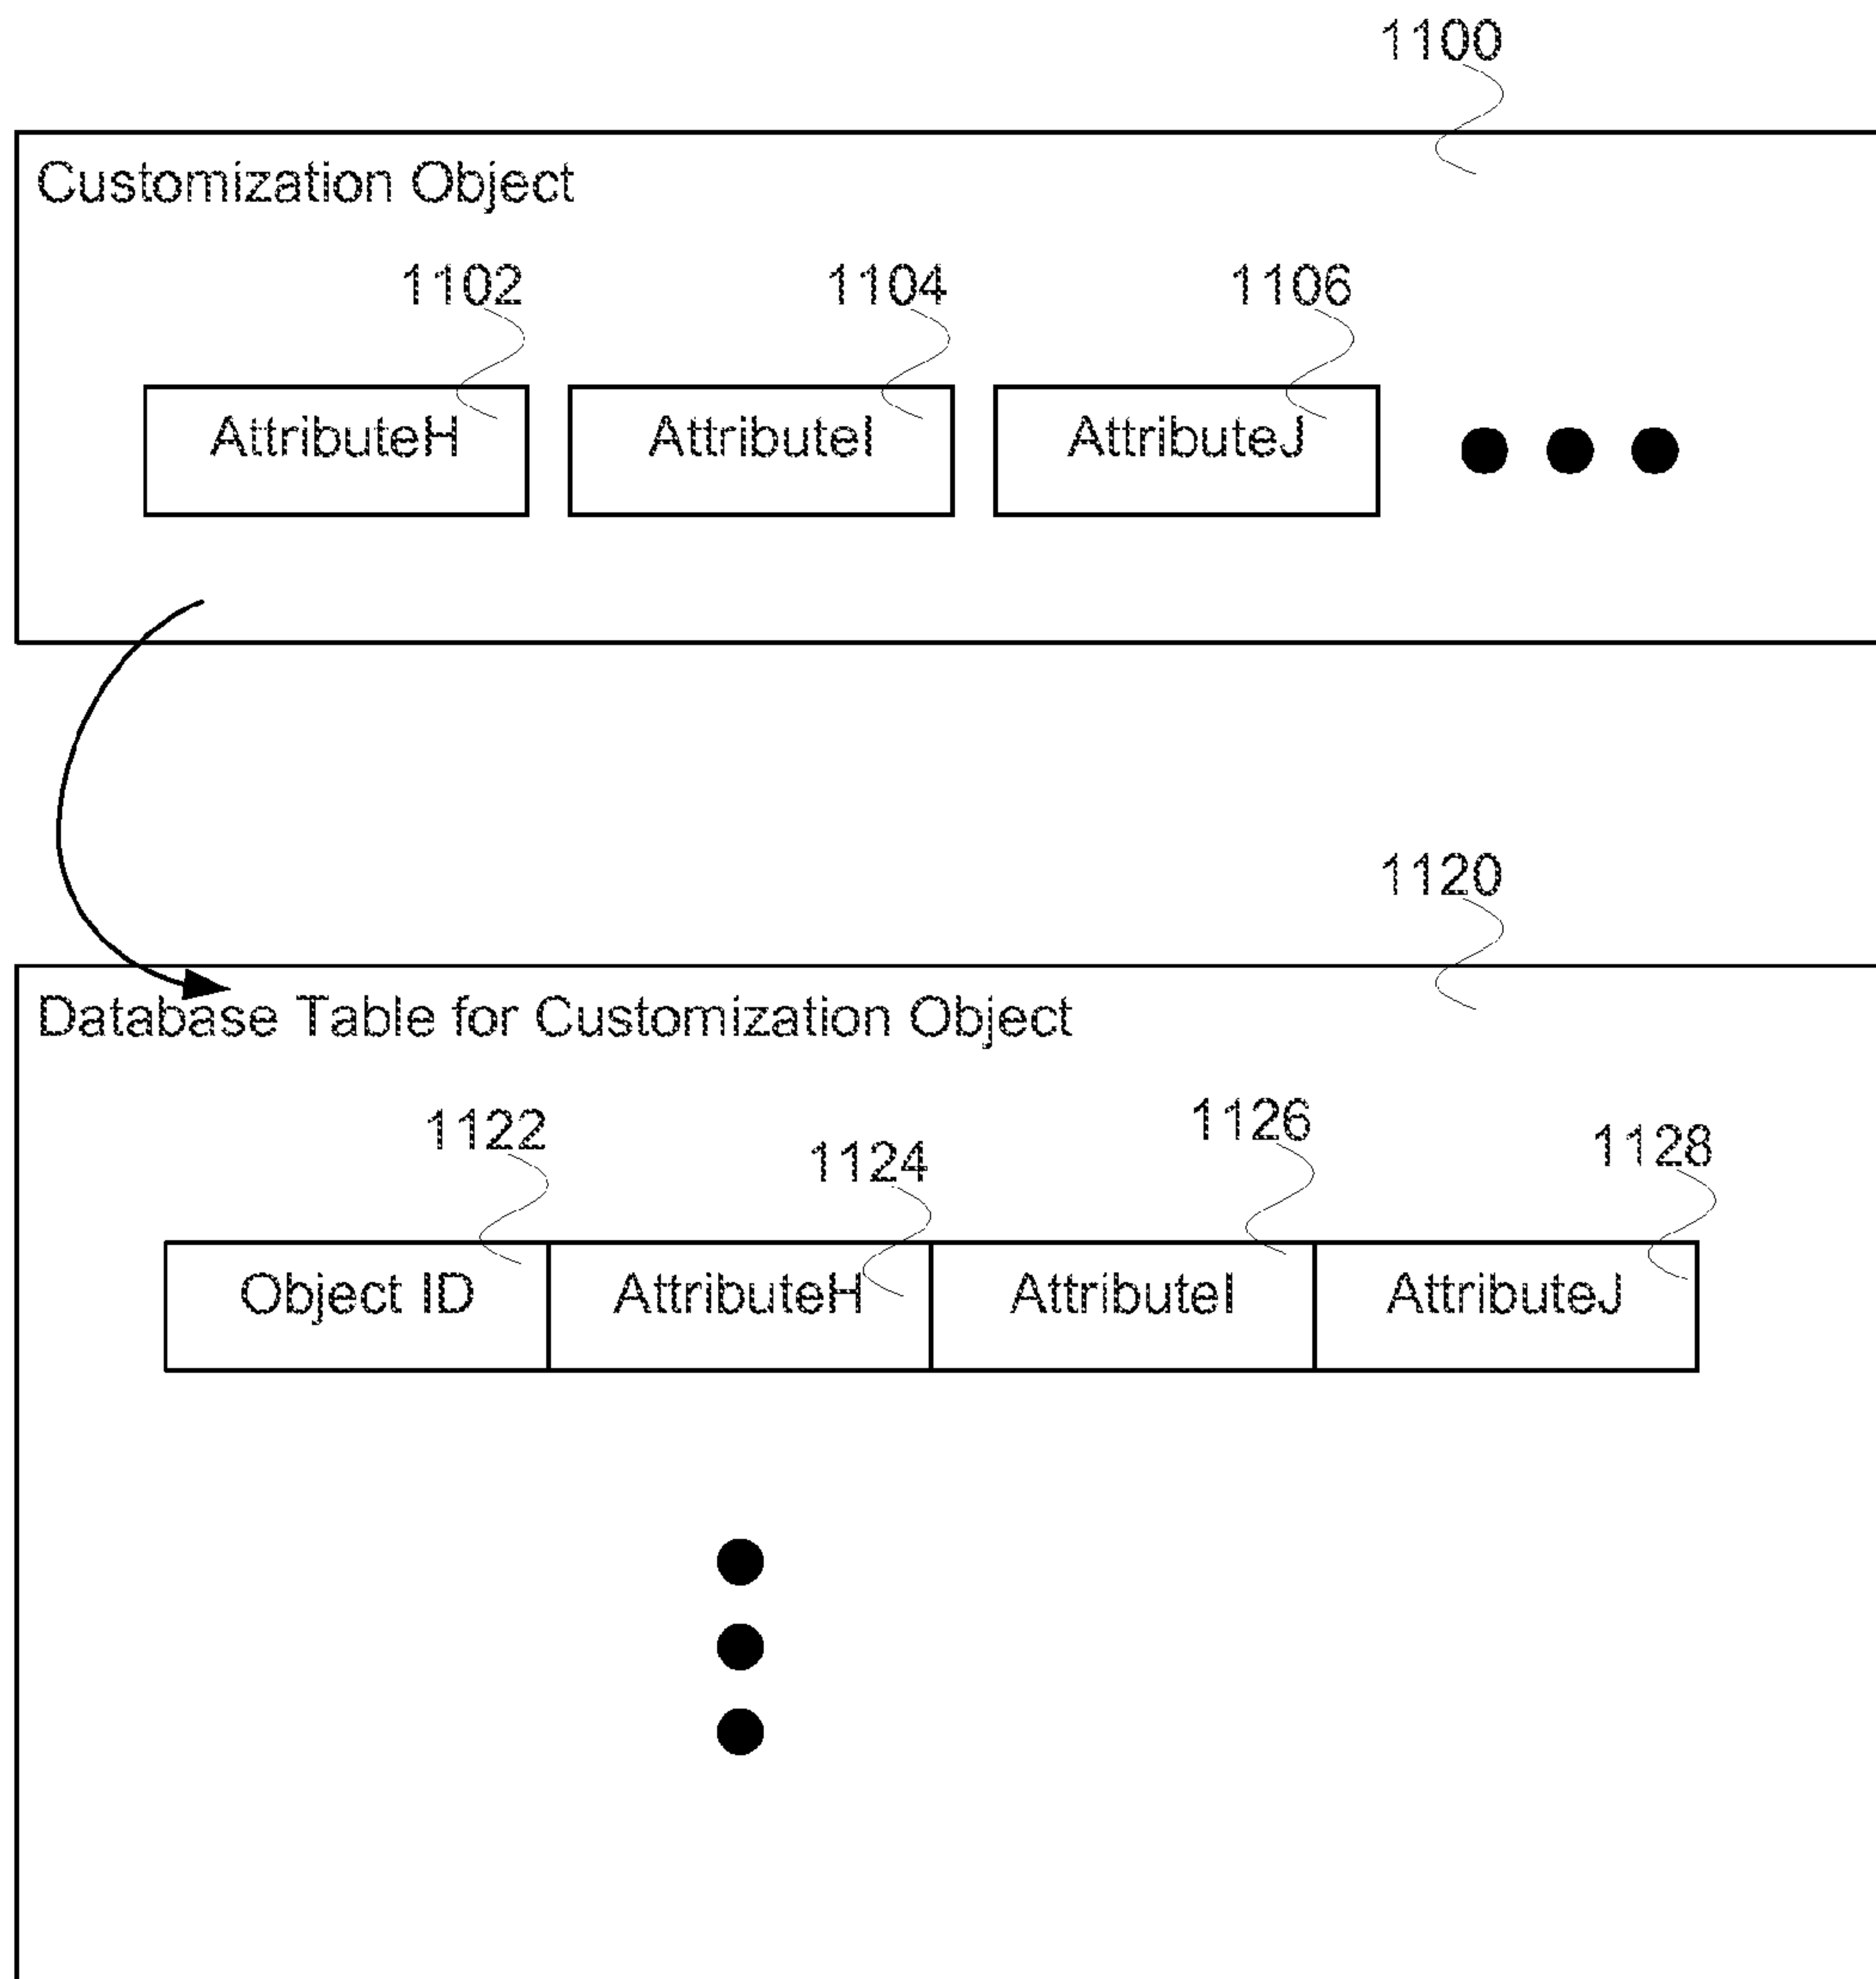 1100
Customization Object
1102 1104 1106
AttributeH AttributeI AttributeJ
1120
Database Table for Customization Object
1122 1124 1126 1128
Object ID AttributeH AttributeI AttributeJ